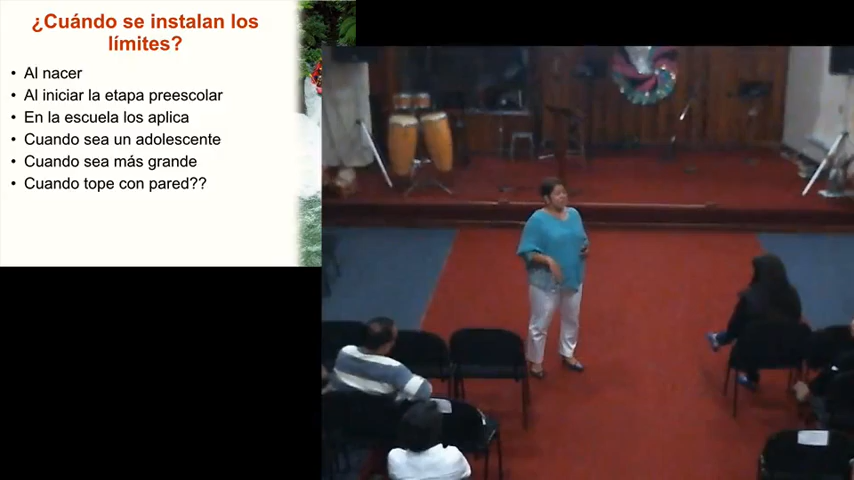 ¿Cuándo se instalan los
límites?
• Al nacer
• Al iniciar la etapa preescolar
• En la escuela los aplica
• Cuando sea un adolescente
• Cuando sea más grande
• Cuando tope con pared??